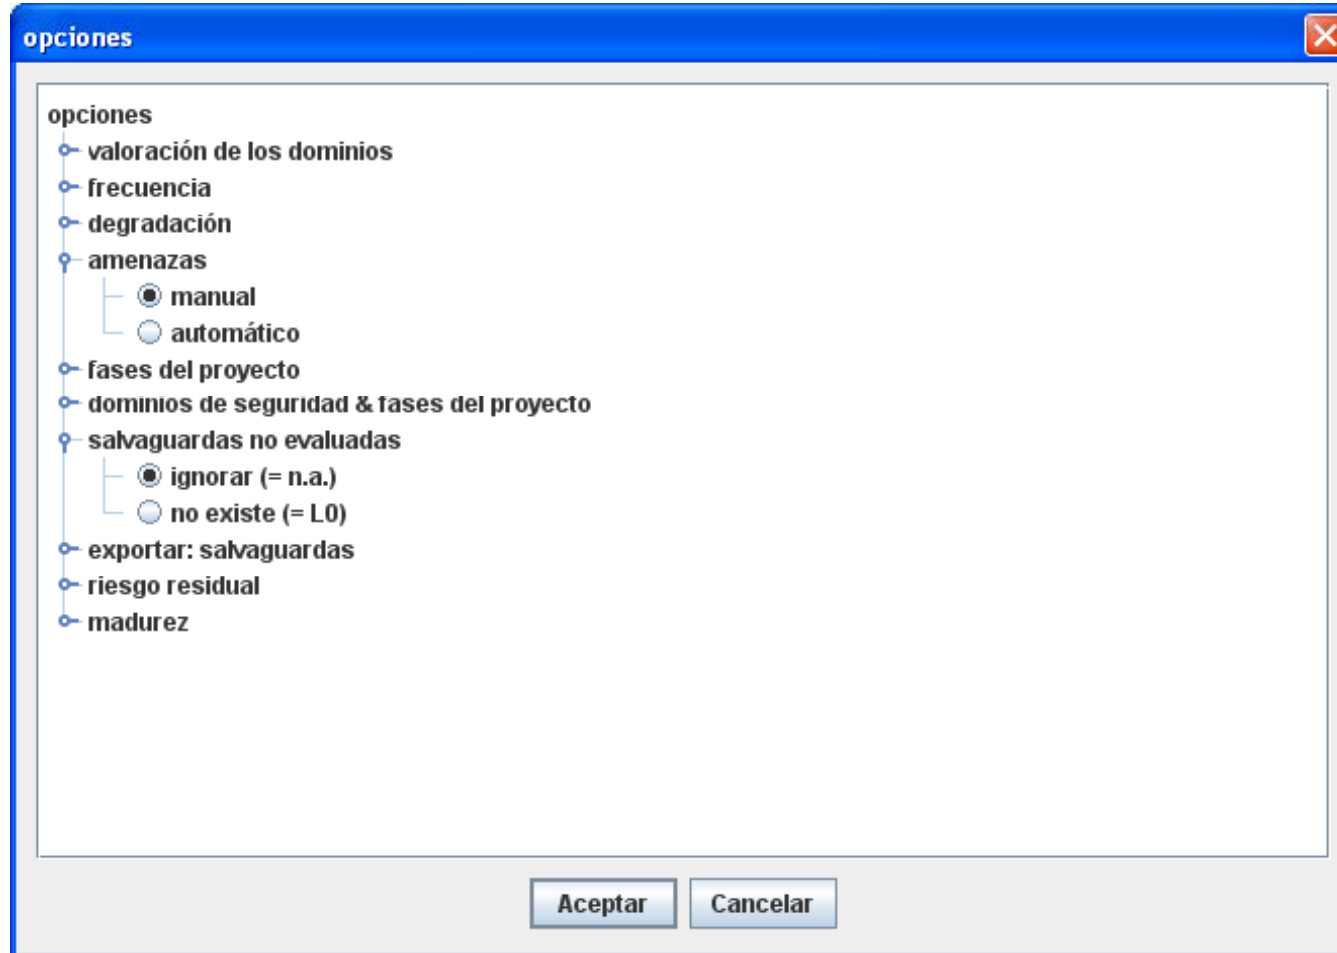 opciones
opciones
valoración de los dominios
frecuencia
degradación
amenazas
manual
automático
fases del proyecto
dominios de seguridad & fases del proyecto
salvaguardas no evaluadas
ignorar (= n.a.)
no existe (= L0)
exportar: salvaguardas
riesgo residual
madurez
Aceptar Cancelar